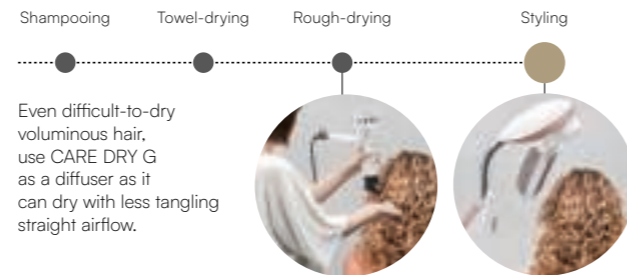 Shampooing
Towel-drying
Rough-drying
Styling
Even difficult-to-dry
voluminous hair,
use CARE DRY G
as a diffuser as it
can dry with less tangling
straight airflow.